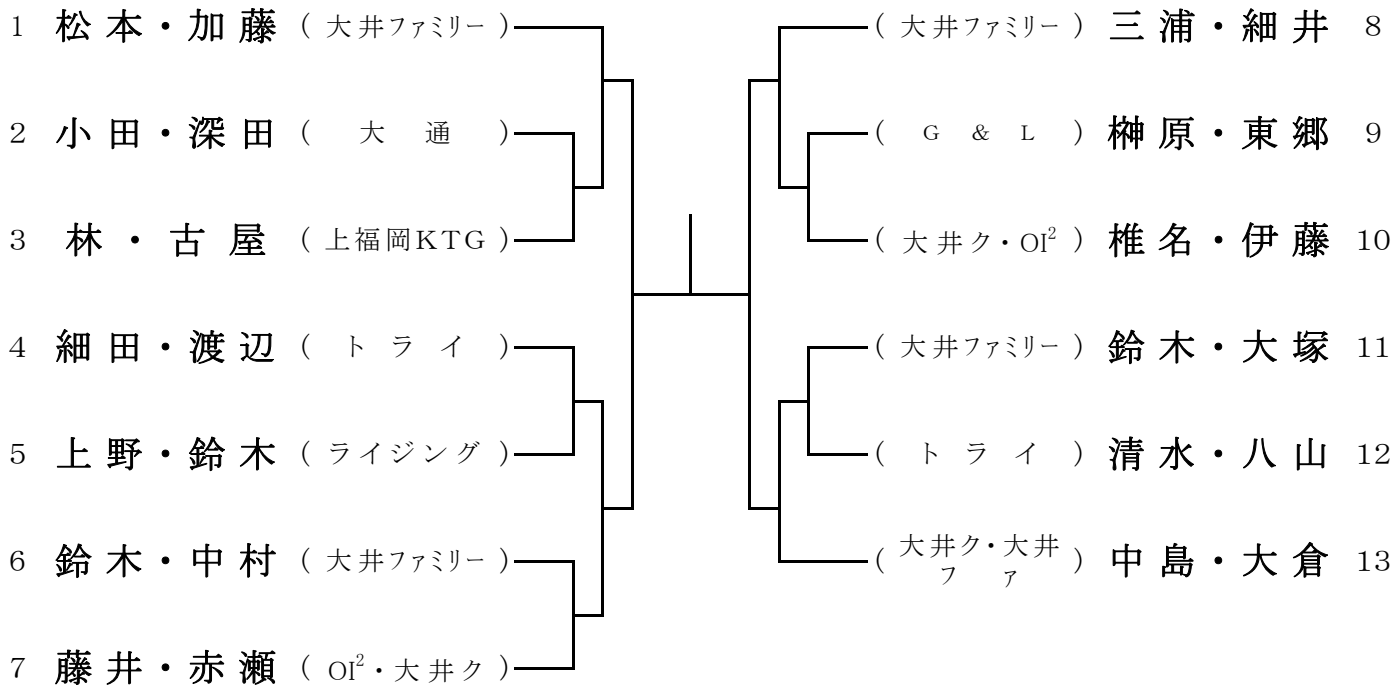 1 松本・加藤 (大井ファミリー)
2 小田・深田 (大通)
3 林・古屋 (上福岡KTG)
4 細田・渡辺 (トライ)
5 上野・鈴木 (ライジング)
6 鈴木・中村 (大井ファミリー)
7 藤井・赤瀬 (OI²・大井ク)
(大井ファミリー) 三浦・細井 8
(G & L) 榊原・東郷 9
(大井ク・OI²) 椎名・伊藤 10
(大井ファミリー) 鈴木・大塚 11
(トライ) 清水・八山 12
(大井ク・大井
ファ) 中島・大倉 13